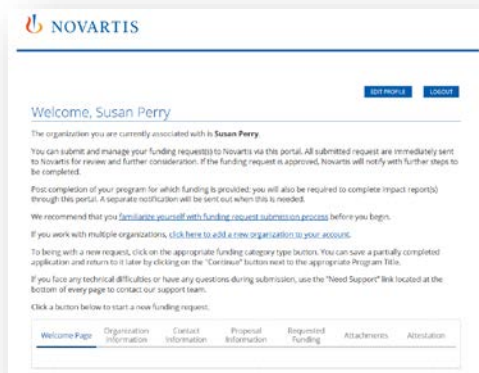 NOVARTIS
EDIT PROFILE LOGOUT
Welcome, Susan Perry
The organization you are currently associated with is Susan Perry.
You can submit and manage your funding request(s) to Novartis via this portal. All submitted request are immediately sent
to Novartis for review and further consideration. If the funding request is approved, Novartis will notify with further steps to
be completed.
Post completion of your program for which funding is provided; you will also be required to complete impact report(s)
through this portal. A separate notification will be sent out when this is needed.
We recommend that you familiarize yourself with funding request submission process before you begin.
If you work with multiple organizations, click here to add a new organization to your account.
To being with a new request, click on the appropriate funding category type button. You can save a partially completed
application and return to it later by clicking on the "Continue" button next to the appropriate Program Title.
If you face any technical difficulties or have any questions during submission, use the "Need Support" link located at the
bottom of every page to contact our support team.
Click a button below to start a new funding request.
Welcome Page Organization Contact Proposal Requested Attachments Attestation
Information Information Information Funding